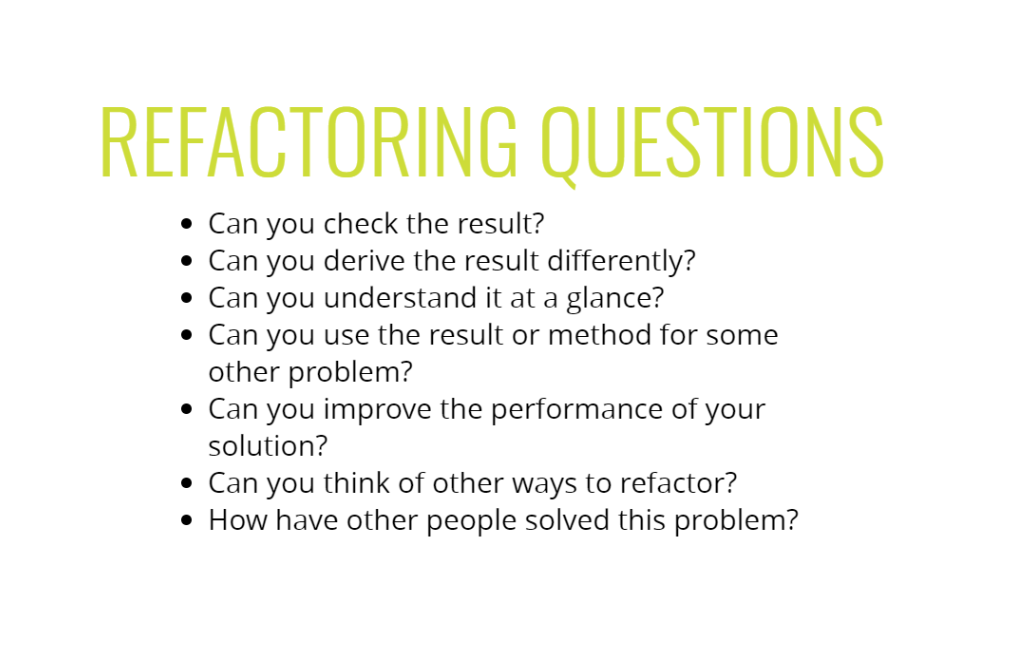 REFACTORING QUESTIONS
• Can you check the result?
• Can you derive the result differently?
• Can you understand it at a glance?
• Can you use the result or method for some
other problem?
• Can you improve the performance of your
solution?
• Can you think of other ways to refactor?
• How have other people solved this problem?